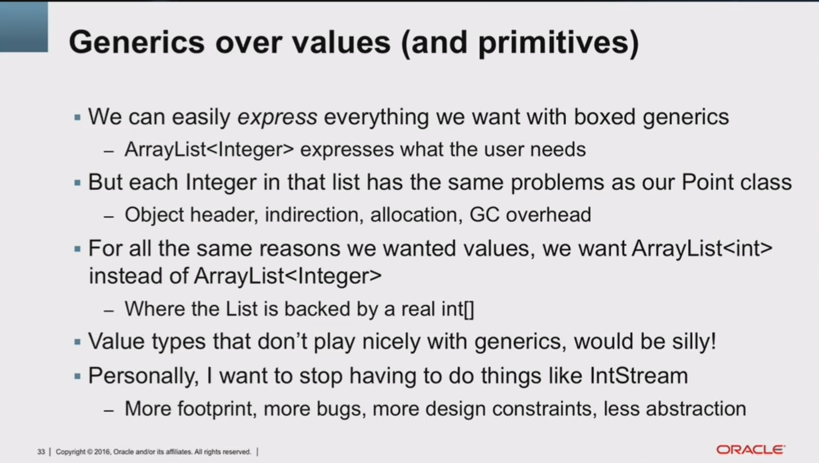 Generics over values (and primitives)
▪ We can easily express everything we want with boxed generics
– ArrayList<Integer> expresses what the user needs
▪ But each Integer in that list has the same problems as our Point class
– Object header, indirection, allocation, GC overhead
▪ For all the same reasons we wanted values, we want ArrayList<int>
instead of ArrayList<Integer>
– Where the List is backed by a real int[]
▪ Value types that don’t play nicely with generics, would be silly!
▪ Personally, I want to stop having to do things like IntStream
– More footprint, more bugs, more design constraints, less abstraction
33 | Copyright © 2016, Oracle and/or its affiliates. All rights reserved. |
ORACLE